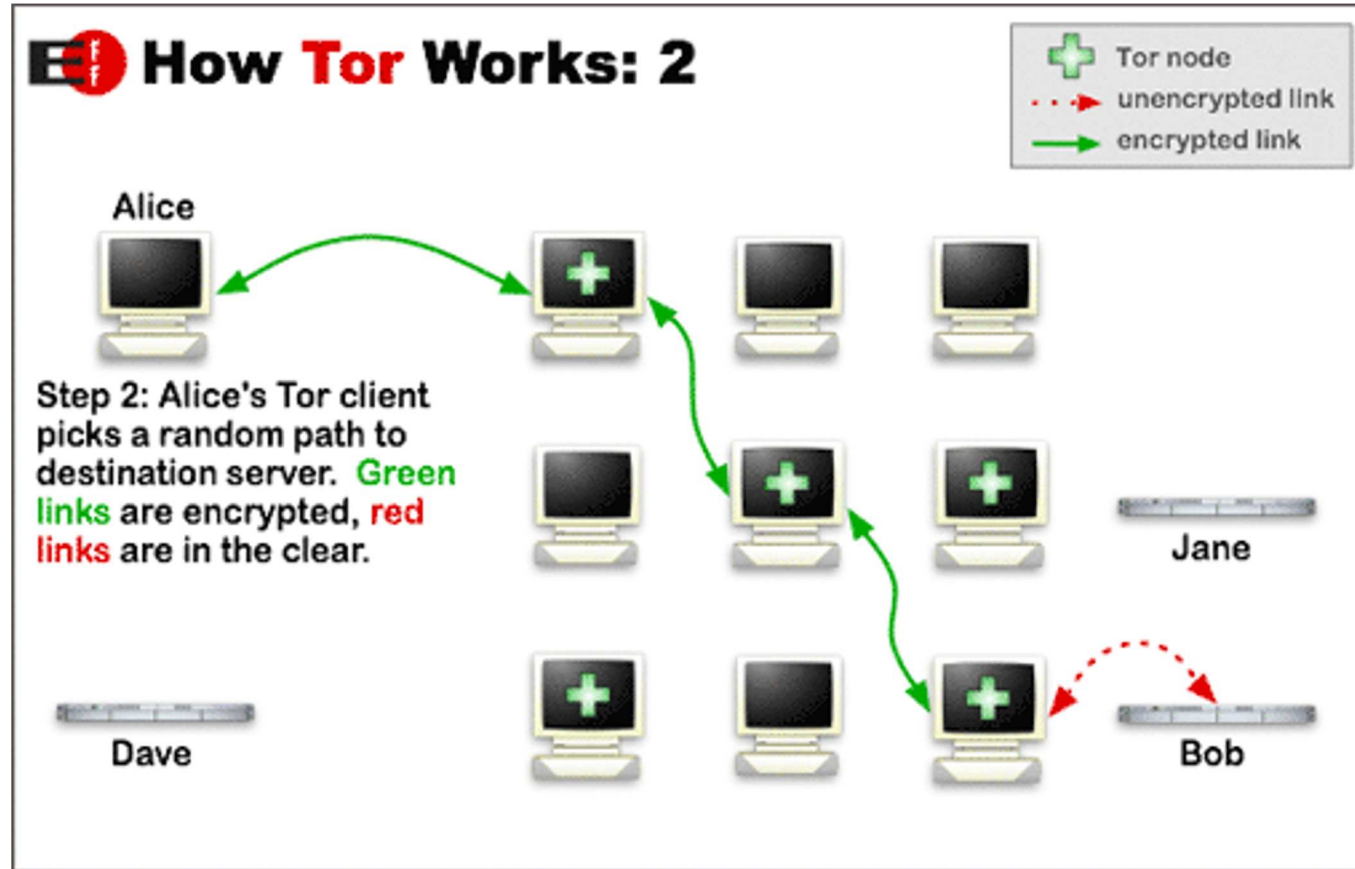 How Tor Works: 2
Tor node
unencrypted link
encrypted link
Alice
Step 2: Alice's Tor client
picks a random path to
destination server. Green
links are encrypted, red
links are in the clear.
Jane
Dave
Bob